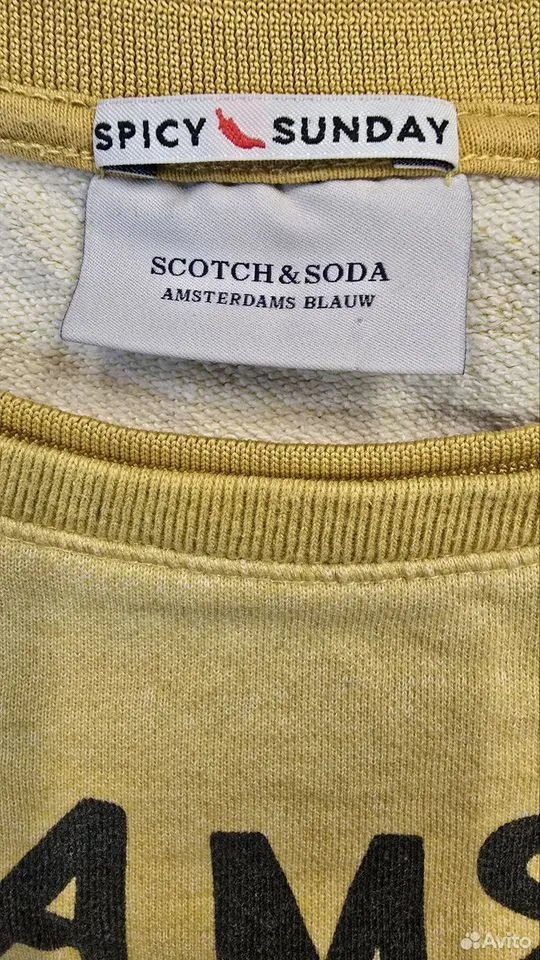 SPICY SUNDAY
SCOTCH & SODA
AMSTERDAMS BLAUW
AMS
Avito